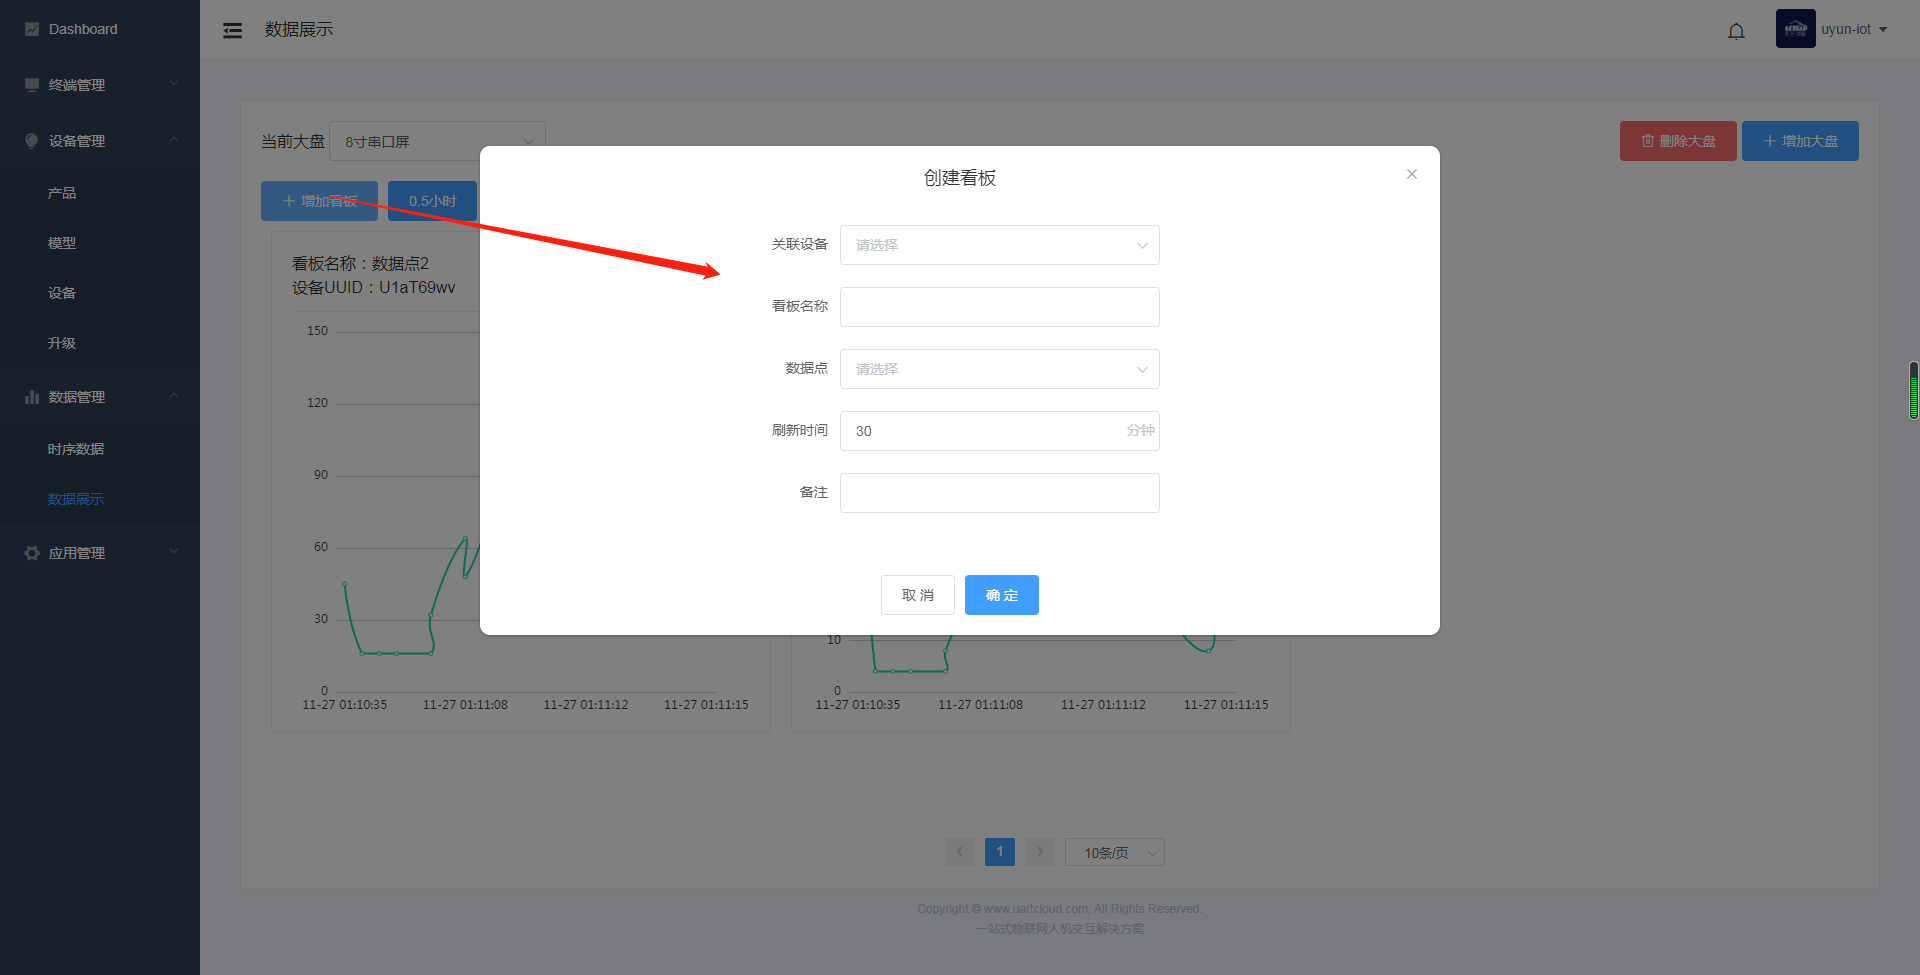 Dashboard
终端管理
设备管理
产品
模型
设备
升级
数据管理
时序数据
数据展示
应用管理
数据展示
uyun-iot
当前大盘
8寸串口屏
删除大盘
增加大盘
增加看板
0.5小时
看板名称：数据点2
设备UUID：U1aT69wv
150
120
90
60
30
0
11-27 01:10:35
11-27 01:11:08
11-27 01:11:12
11-27 01:11:15
10
0
11-27 01:10:35
11-27 01:11:08
11-27 01:11:12
11-27 01:11:15
创建看板
关联设备
请选择
看板名称
数据点
请选择
刷新时间
30
分钟
备注
取 消
确 定
1
10条/页
Copyright © www.uartcloud.com, All Rights Reserved.
一站式物联网人机交互解决方案